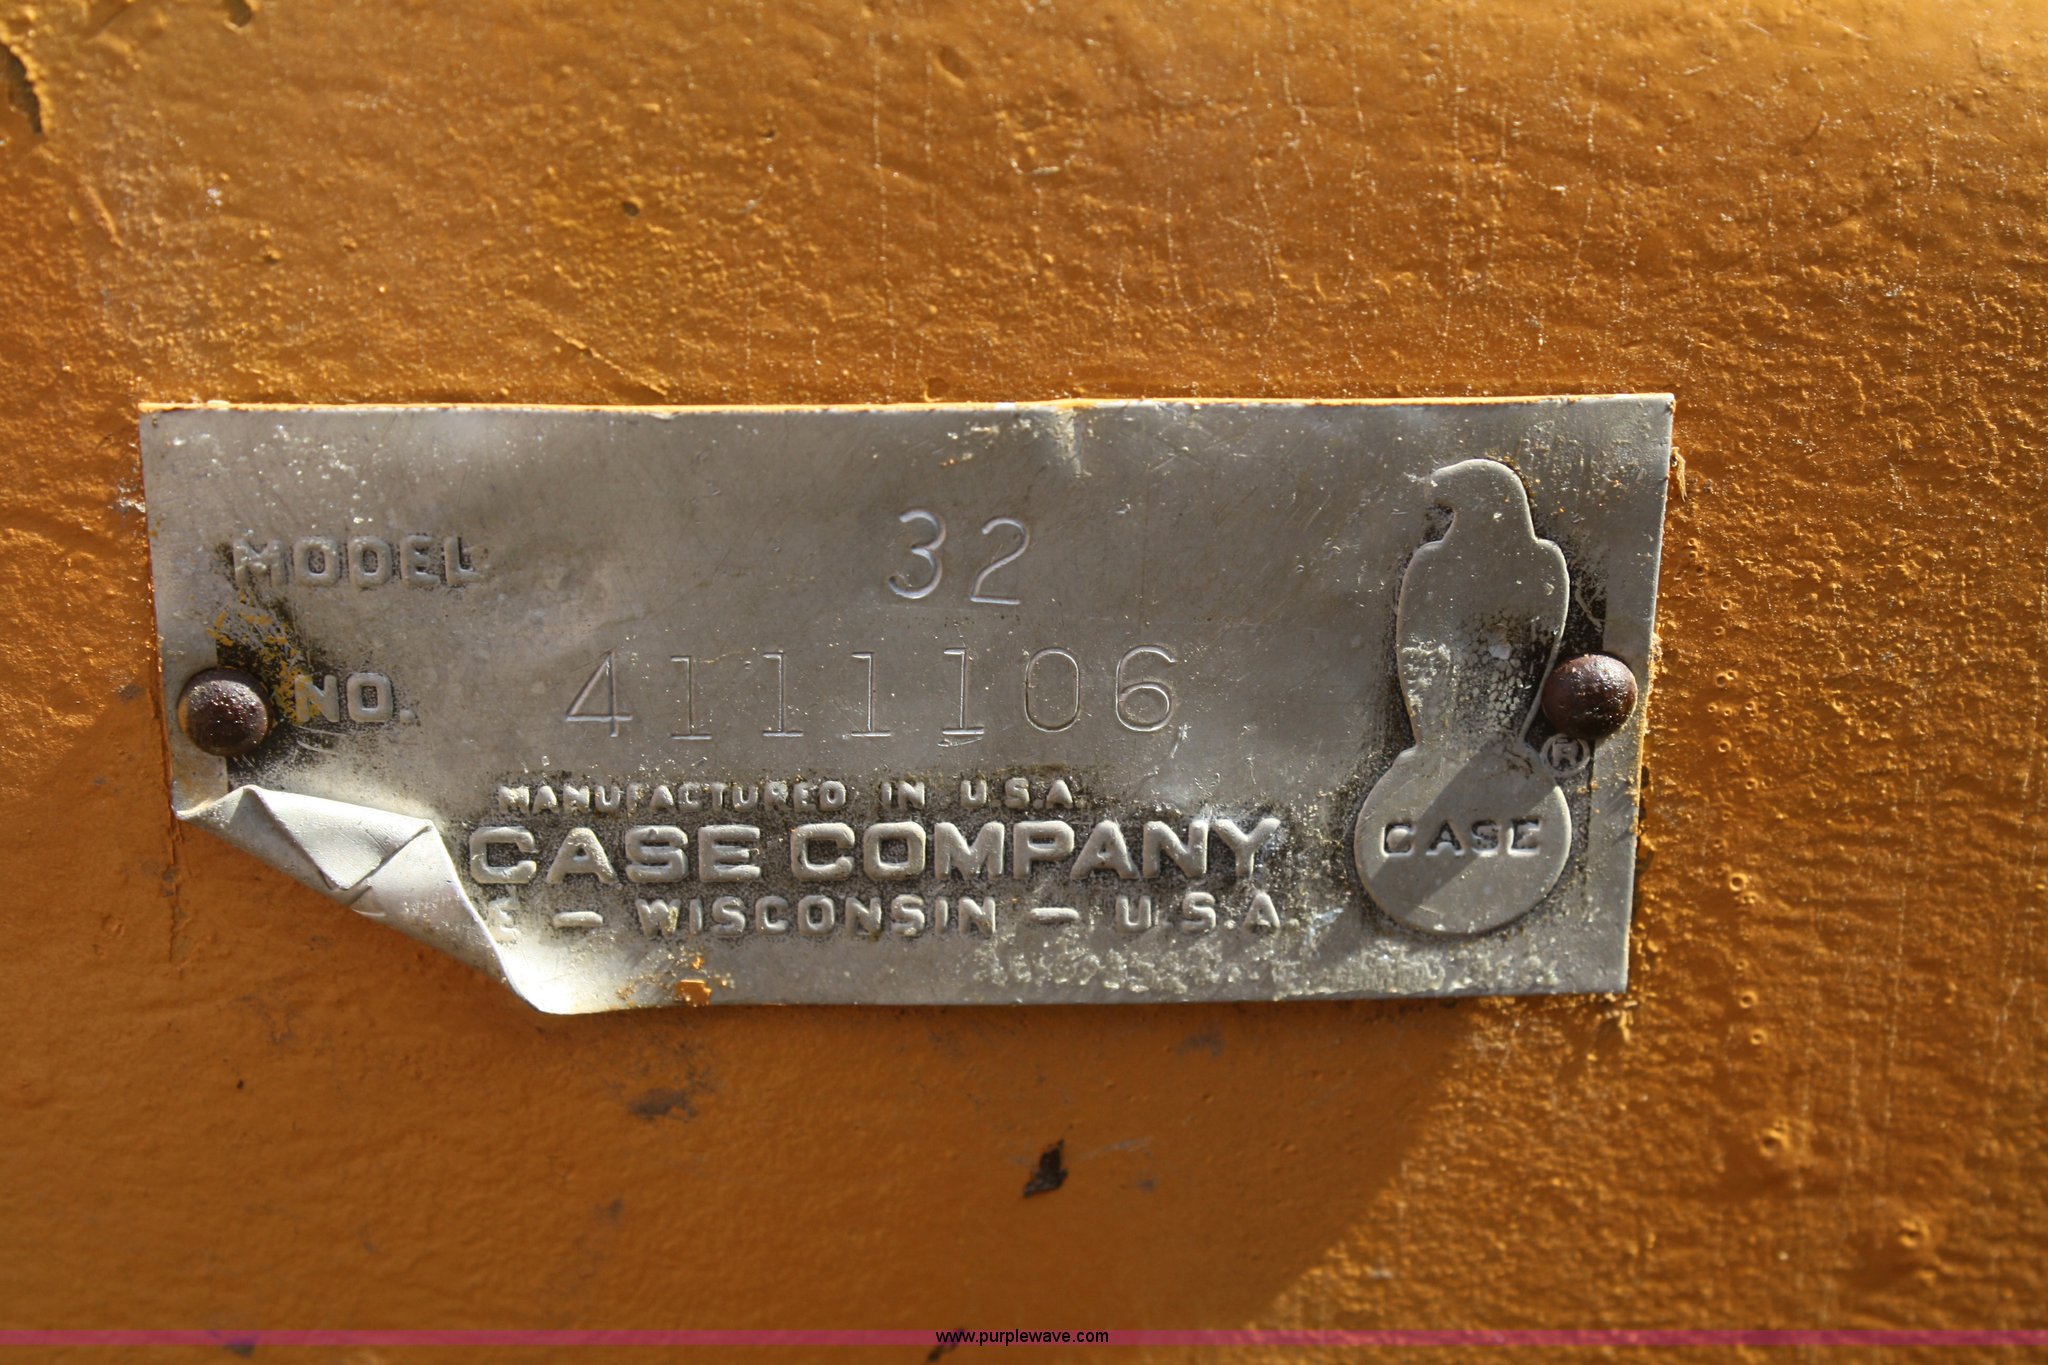 MODEL 32
NO. 4111106
MANUFACTURED IN U.S.A.
CASE COMPANY
E - WISCONSIN - U.S.A.
®
CASE
www.purplewave.com